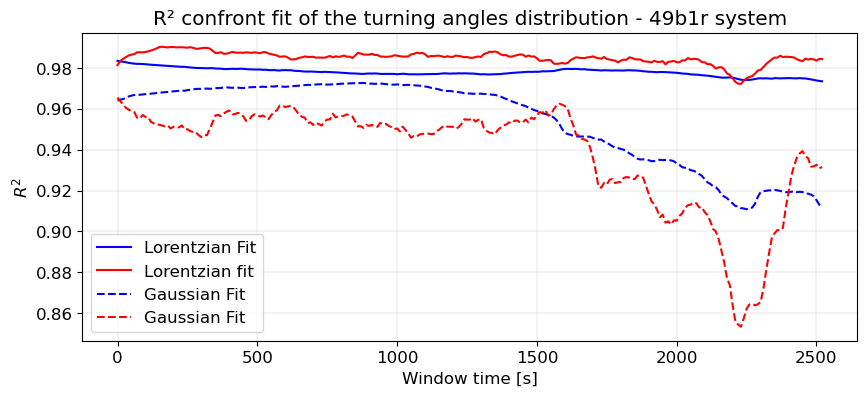 R² confront fit of the turning angles distribution - 49b1r system
0.98
0.96
0.94
0.92
0.90
0.88
0.86
R²
Lorentzian Fit
Lorentzian fit
Gaussian Fit
Gaussian Fit
0 500 1000 1500 2000 2500
Window time [s]